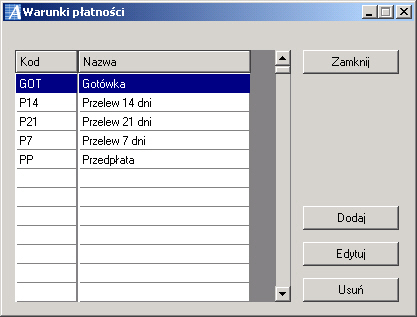 Warunki płatności
Kod Nazwa
GOT Gotówka
P14 Przelew 14 dni
P21 Przelew 21 dni
P7 Przelew 7 dni
PP Przedpłata
Zamknij
Dodaj
Edytuj
Usuń